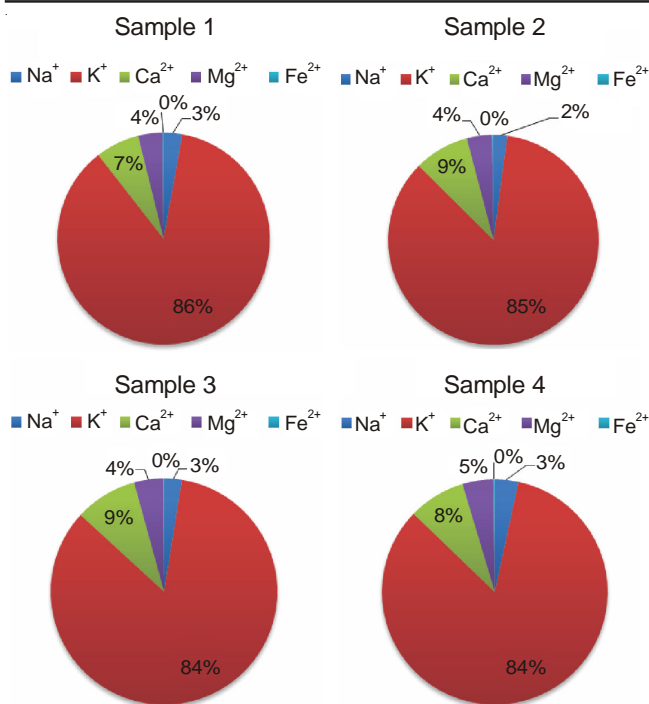 Sample 1
Na⁺ K⁺ Ca²⁺ Mg²⁺ Fe²⁺
0%
4% 3%
7%
86%
Sample 2
Na⁺ K⁺ Ca²⁺ Mg²⁺ Fe²⁺
4% 0% 2%
9%
85%
Sample 3
Na⁺ K⁺ Ca²⁺ Mg²⁺ Fe²⁺
4% 0% 3%
9%
84%
Sample 4
Na⁺ K⁺ Ca²⁺ Mg²⁺ Fe²⁺
5% 0% 3%
8%
84%